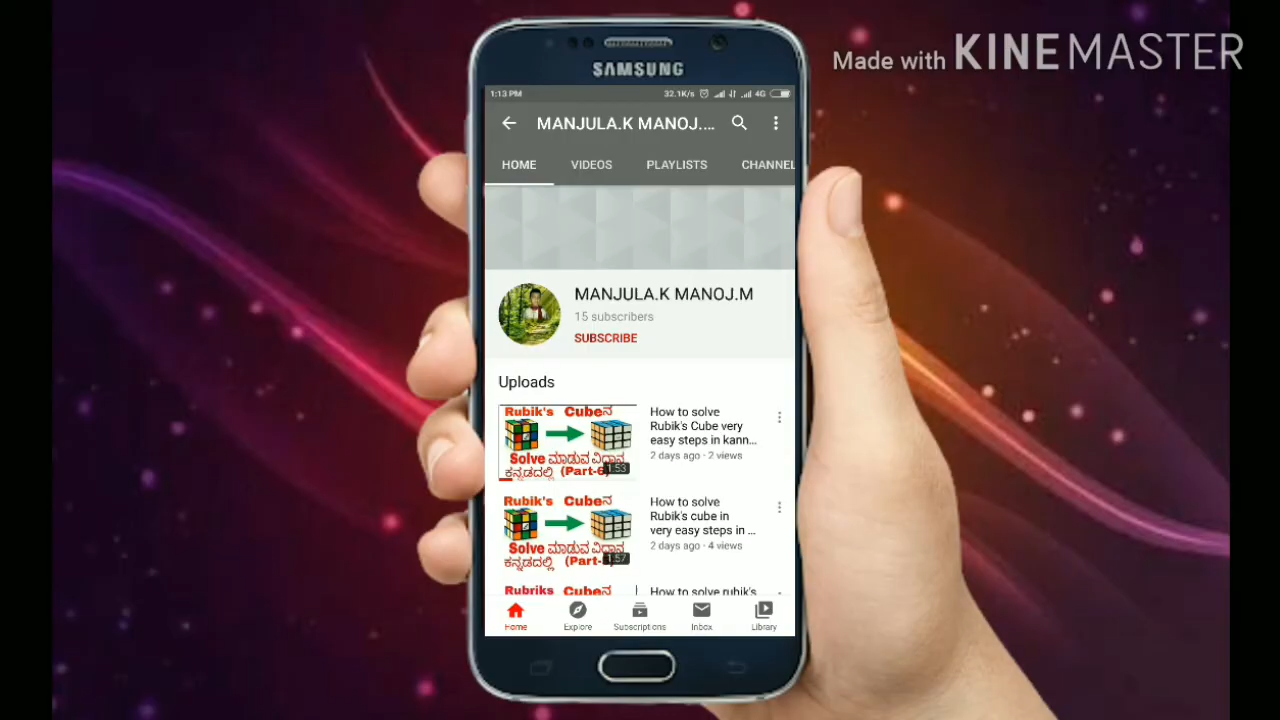 Made with KINEMASTER
SAMSUNG
1:13 PM
32.1K/s
4G
MANJULA.K MANOJ....
HOME
VIDEOS
PLAYLISTS
CHANNEL
MANJULA.K MANOJ.M
15 subscribers
SUBSCRIBE
Uploads
Rubik's Cubeನ
Solve ಮಾಡುವ ವಿಧಾನ
ಕನ್ನಡದಲ್ಲಿ (Part-6)
1:53
How to solve
Rubik's Cube very
easy steps in kann...
2 days ago · 2 views
Rubik's Cubeನ
Solve ಮಾಡುವ ವಿಧಾನ
ಕನ್ನಡದಲ್ಲಿ (Part-
1:57
How to solve
Rubik's cube in
very easy steps in ...
2 days ago · 4 views
Rubriks Cubeನ
How to solve rubik's
Home
Explore
Subscriptions
Inbox
Library